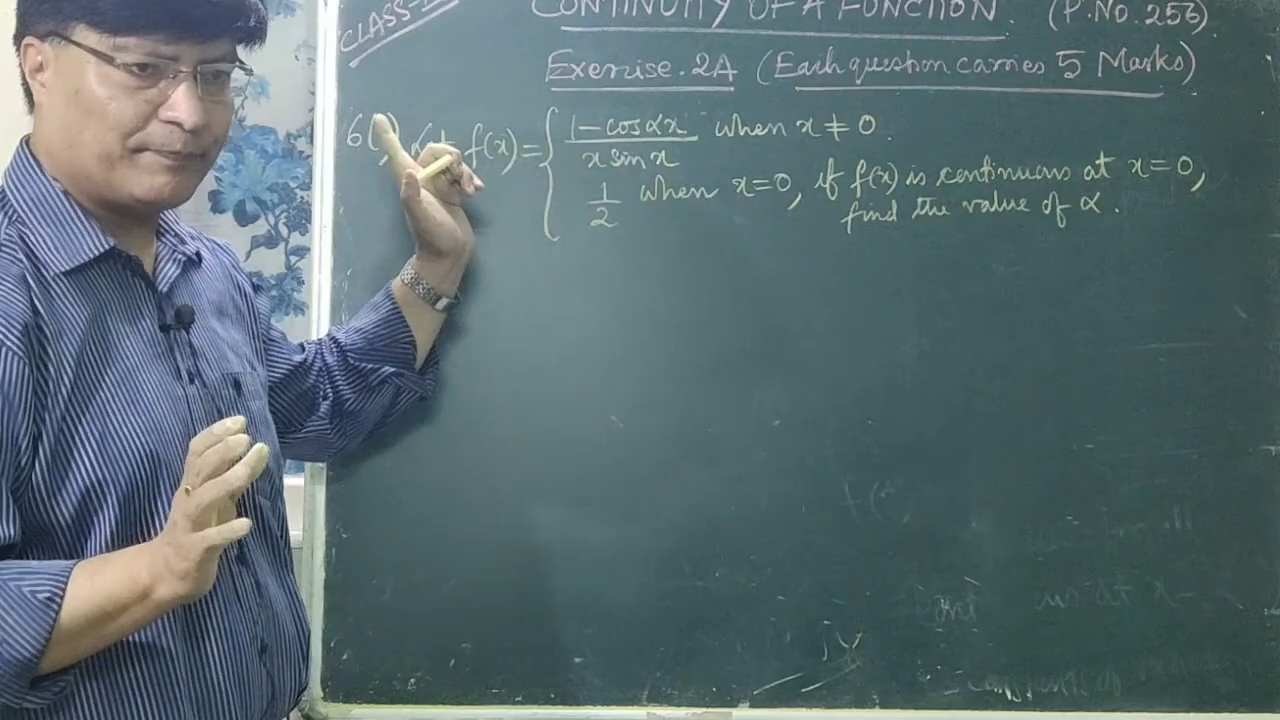 CLASS-
CONTINUITY OF A FUNCTION. (P.NO. 256)
Exercise. 2A (Each question carries 5 Marks)
6( ), Let f(x) = { 1 - cos αx / x sin x when x ≠ 0.
1/2 when x = 0, if f(x) is continuous at x = 0,
find the value of α.